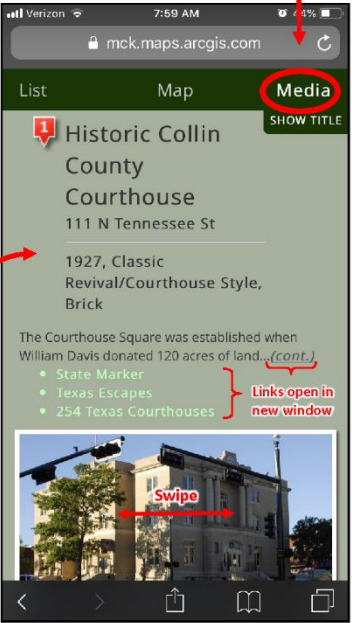 Verizon 7:59 AM 44%
mck.maps.arcgis.com
List Map Media
SHOW TITLE
1
Historic Collin
County
Courthouse
111 N Tennessee St
1927, Classic
Revival/Courthouse Style,
Brick
The Courthouse Square was established when
William Davis donated 120 acres of land...(cont.)
• State Marker
• Texas Escapes
• 254 Texas Courthouses
Links open in
new window
Swipe